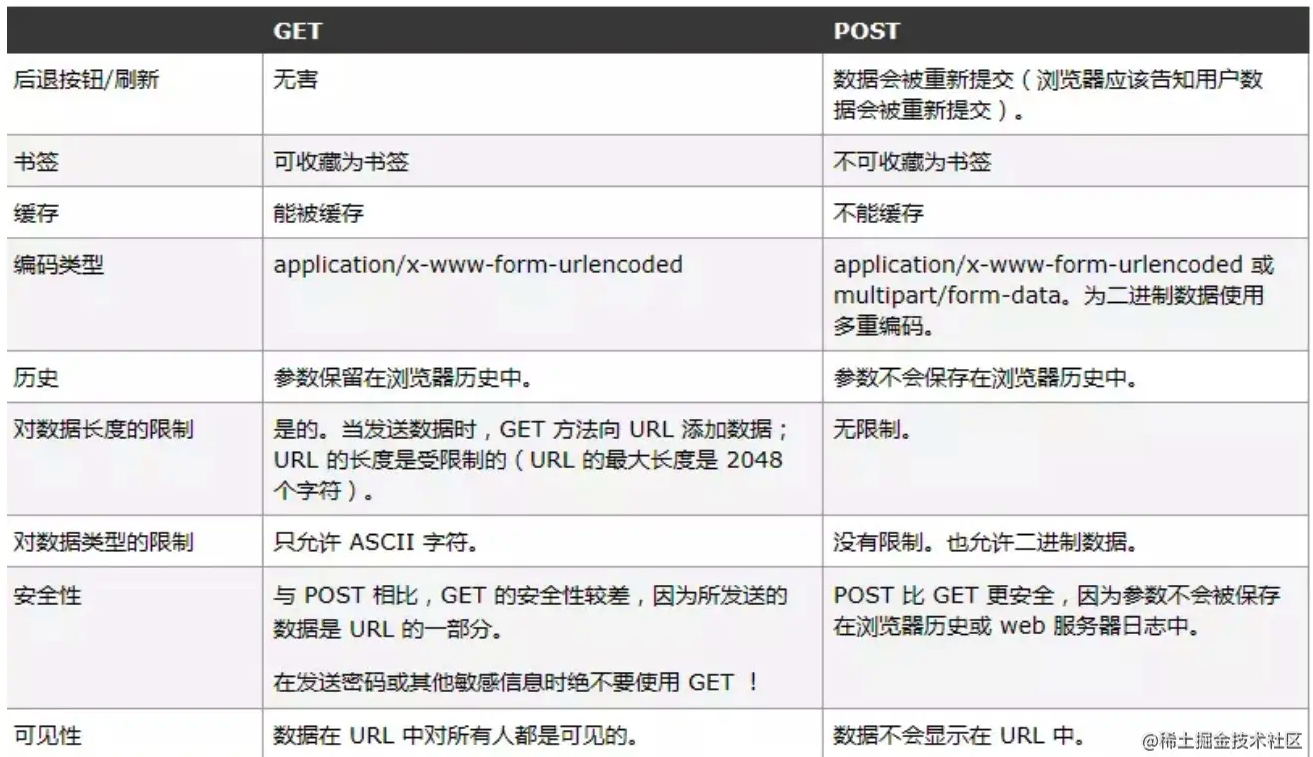 GET POST
后退按钮/刷新 无害 数据会被重新提交（浏览器应该告知用户数
据会被重新提交）。
书签 可收藏为书签 不可收藏为书签
缓存 能被缓存 不能缓存
编码类型 application/x-www-form-urlencoded application/x-www-form-urlencoded 或
multipart/form-data。为二进制数据使用
多重编码。
历史 参数保留在浏览器历史中。 参数不会保存在浏览器历史中。
对数据长度的限制 是的。当发送数据时，GET 方法向 URL 添加数据； 无限制。
URL 的长度是受限制的（URL 的最大长度是 2048
个字符）。
对数据类型的限制 只允许 ASCII 字符。 没有限制。也允许二进制数据。
安全性 与 POST 相比，GET 的安全性较差，因为所发送的 POST 比 GET 更安全，因为参数不会被保存
数据是 URL 的一部分。 在浏览器历史或 web 服务器日志中。
在发送密码或其他敏感信息时绝不要使用 GET ！
可见性 数据在 URL 中对所有人都是可见的。 数据不会显示在 URL 中。
@稀土掘金技术社区